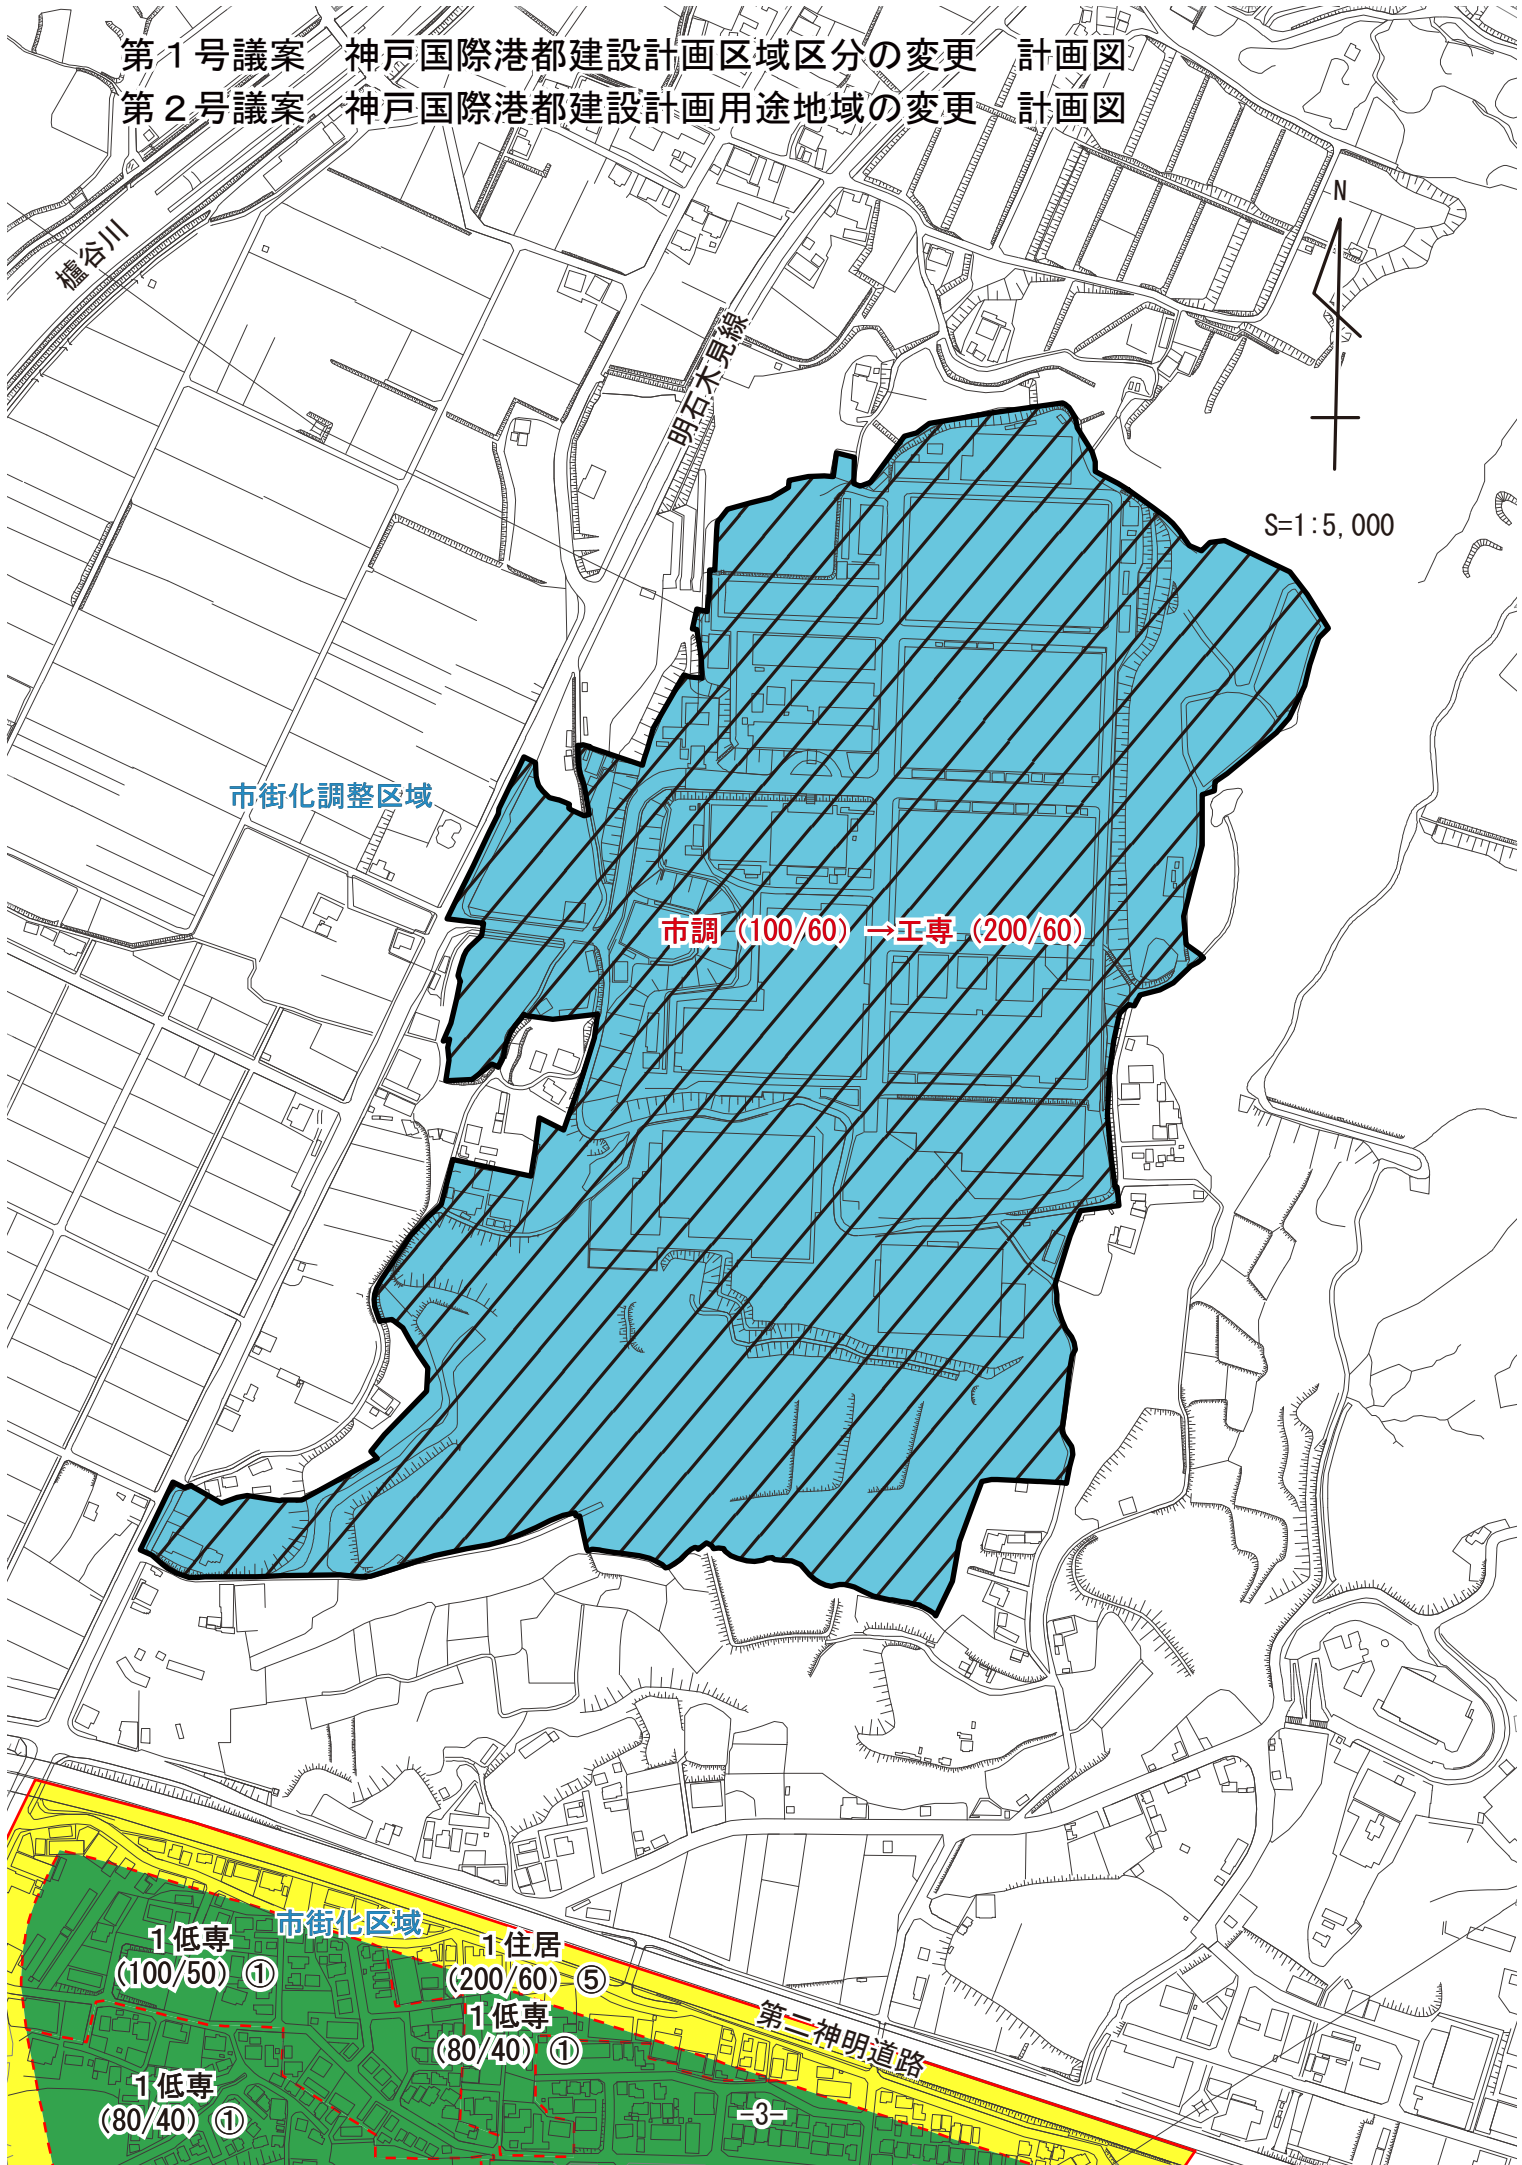 第１号議案　神戸国際港都建設計画区域区分の変更　計画図
第２号議案　神戸国際港都建設計画用途地域の変更　計画図
N
櫨谷川
明石木見線
S=1:5,000
市街化調整区域
市調（100/60）→工専（200/60）
市街化区域
１低専
(100/50) ①
１住居
(200/60) ⑤
１低専
(80/40) ①
第二神明道路
１低専
(80/40) ①
-3-